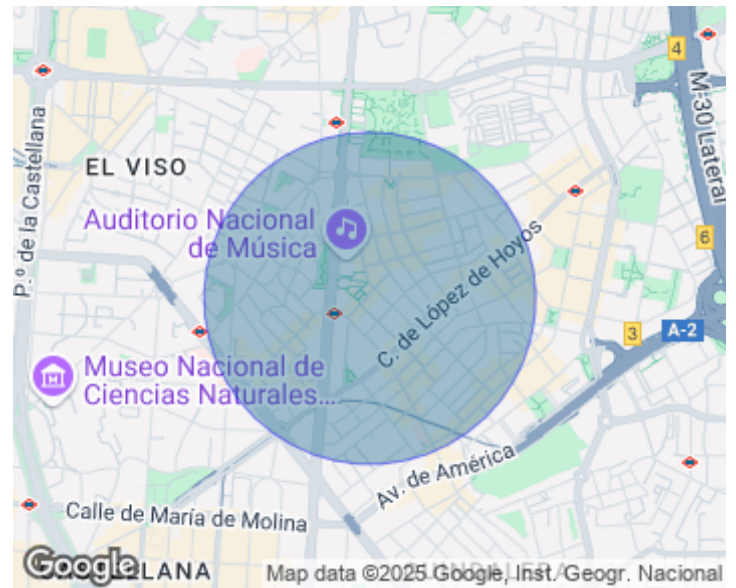 4
M-30 Lateral
EL VISO
P.º de la Castellana
Auditorio Nacional
de Música
6
C. de López de Hoyos
3
A-2
Museo Nacional de
Ciencias Naturales...
Av. de América
Calle de María de Molina
Google
Map data ©2025 Google, Inst. Geogr. Nacional